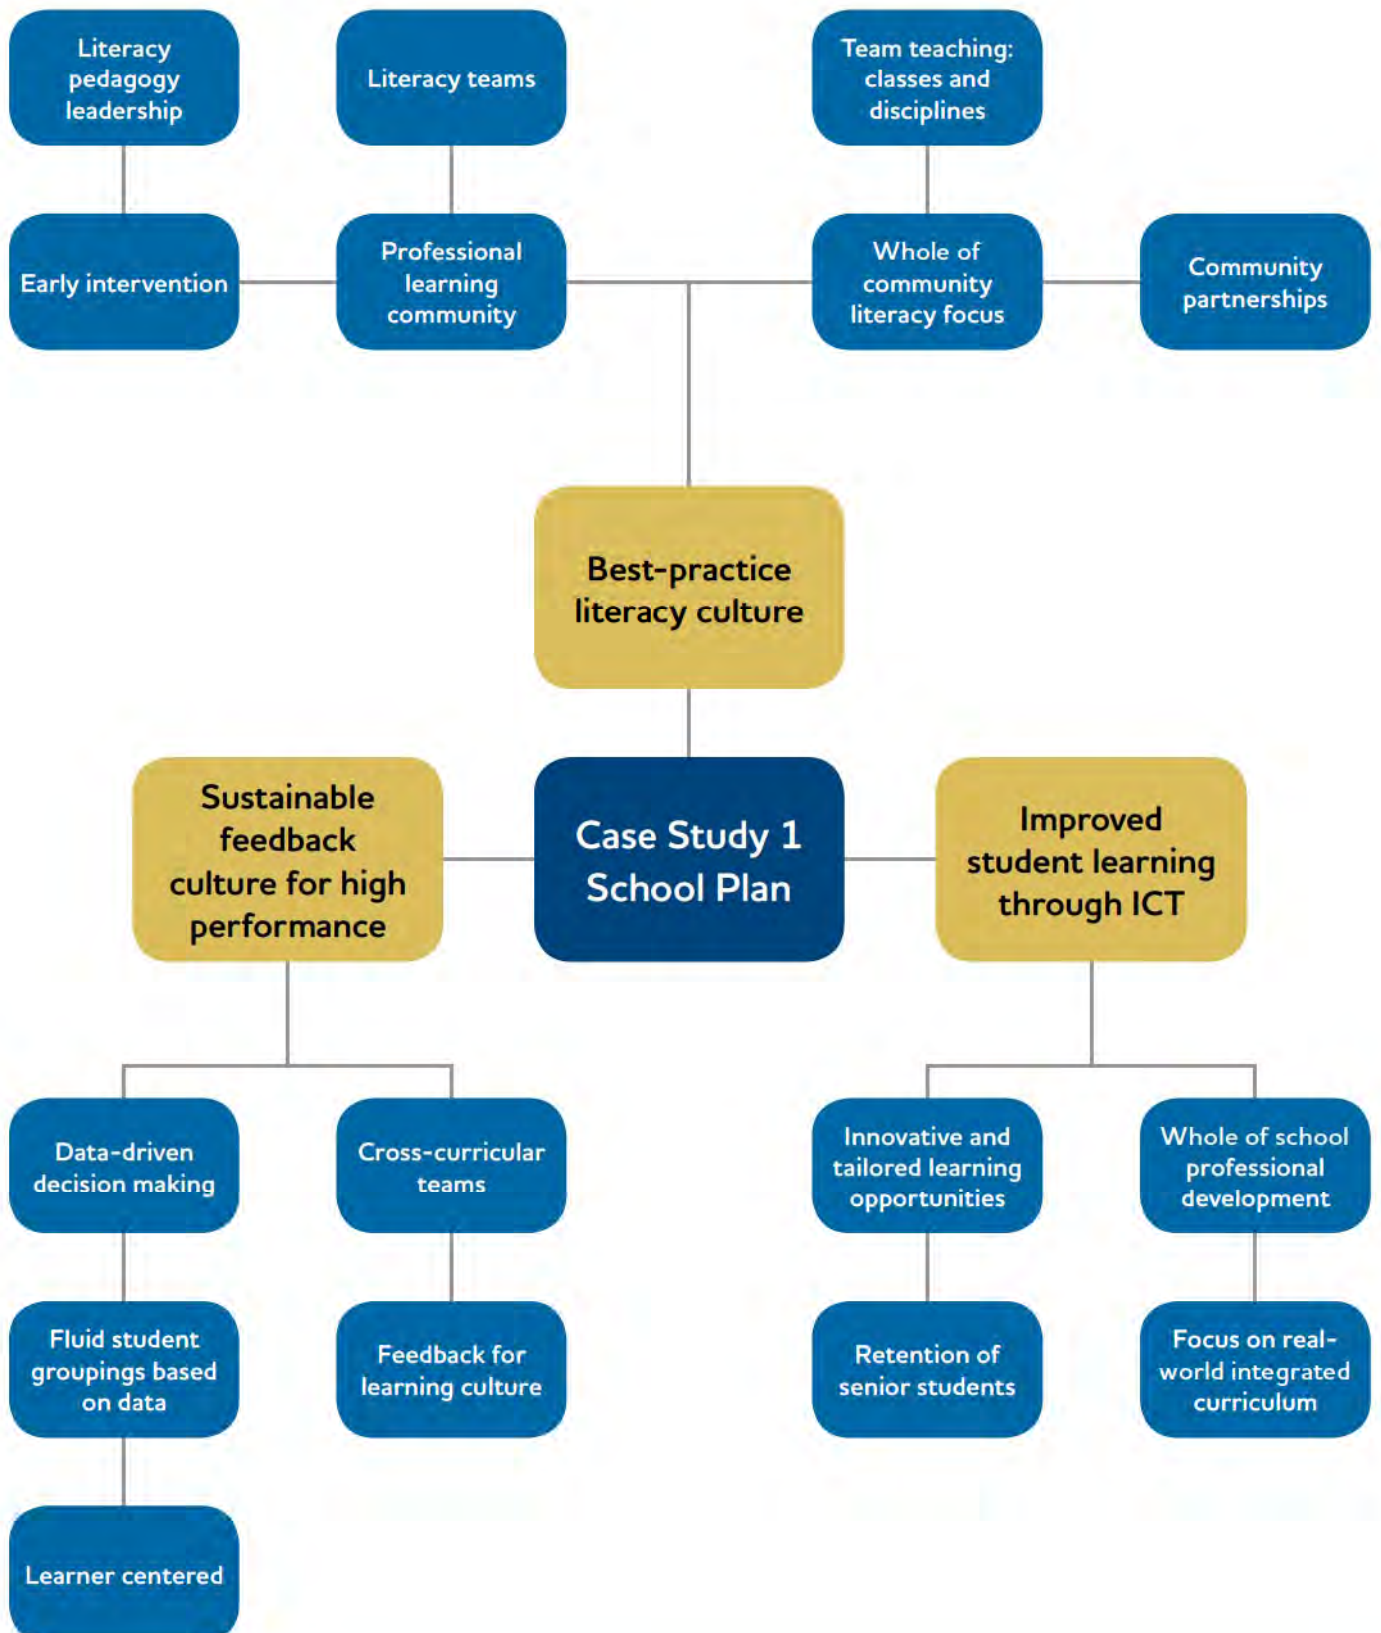 Literacy
pedagogy
leadership
Literacy teams
Team teaching:
classes and
disciplines
Early intervention
Professional
learning
community
Whole of
community
literacy focus
Community
partnerships
Best-practice
literacy culture
Sustainable
feedback
culture for high
performance
Case Study 1
School Plan
Improved
student learning
through ICT
Data-driven
decision making
Cross-curricular
teams
Innovative and
tailored learning
opportunities
Whole of school
professional
development
Fluid student
groupings based
on data
Feedback for
learning culture
Retention of
senior students
Focus on real-
world integrated
curriculum
Learner centered